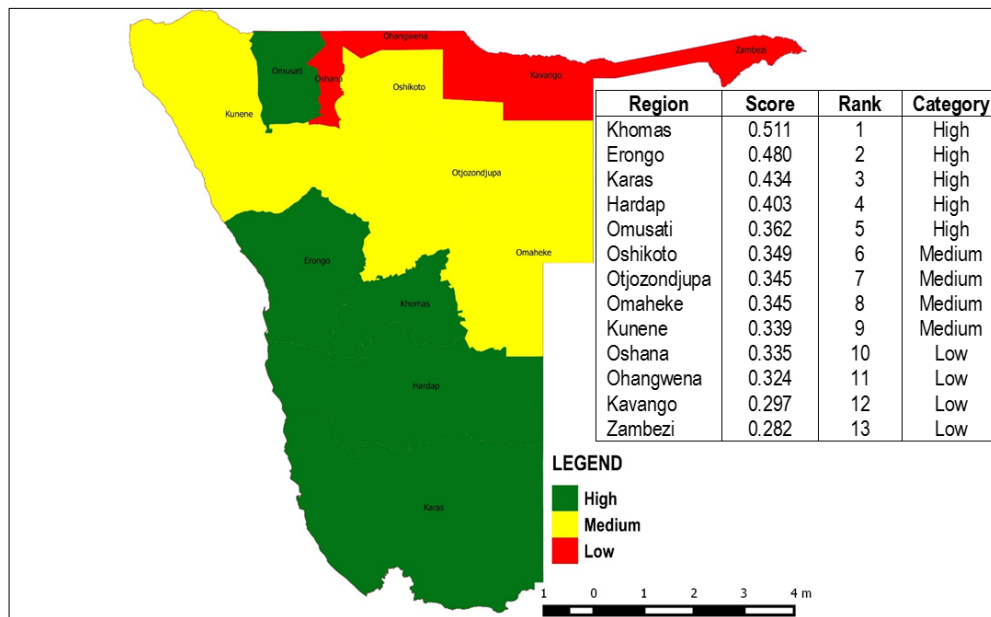 Ohangwena
Zambezi
Omusati
Oshana
Kavango
Oshikoto
Kunene
Otjozondjupa
Omaheke
Erongo
Khomas
Hardap
Karas
Region Score Rank Category
Khomas 0.511 1 High
Erongo 0.480 2 High
Karas 0.434 3 High
Hardap 0.403 4 High
Omusati 0.362 5 High
Oshikoto 0.349 6 Medium
Otjozondjupa 0.345 7 Medium
Omaheke 0.345 8 Medium
Kunene 0.339 9 Medium
Oshana 0.335 10 Low
Ohangwena 0.324 11 Low
Kavango 0.297 12 Low
Zambezi 0.282 13 Low
LEGEND
High
Medium
Low
1 0 1 2 3 4 m